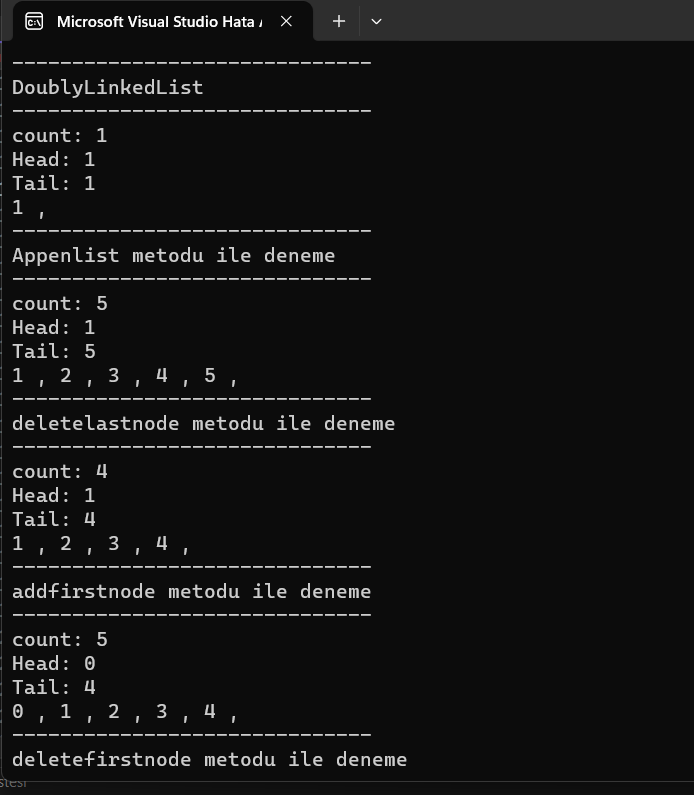 Microsoft Visual Studio Hata
------------------------------
DoublyLinkedList
------------------------------
count: 1
Head: 1
Tail: 1
1 ,
------------------------------
Appenlist metodu ile deneme
------------------------------
count: 5
Head: 1
Tail: 5
1 , 2 , 3 , 4 , 5 ,
------------------------------
deletelastnode metodu ile deneme
------------------------------
count: 4
Head: 1
Tail: 4
1 , 2 , 3 , 4 ,
------------------------------
addfirstnode metodu ile deneme
------------------------------
count: 5
Head: 0
Tail: 4
0 , 1 , 2 , 3 , 4 ,
------------------------------
deletefirstnode metodu ile deneme